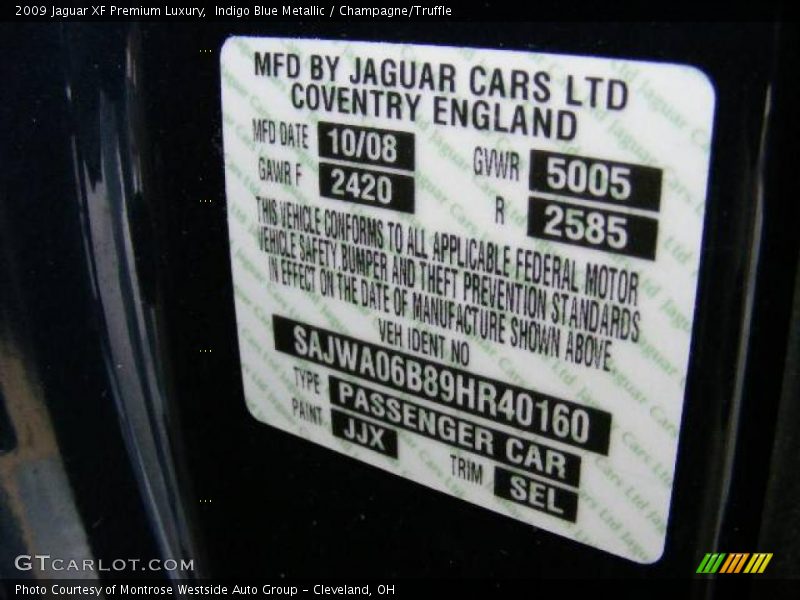 2009 Jaguar XF Premium Luxury,  Indigo Blue Metallic / Champagne/Truffle
MFD BY JAGUAR CARS LTD
COVENTRY ENGLAND
MFD DATE 10/08 GVWR 5005
GAWR F 2420 R 2585
THIS VEHICLE CONFORMS TO ALL APPLICABLE FEDERAL MOTOR
VEHICLE SAFETY BUMPER AND THEFT PREVENTION STANDARDS
IN EFFECT ON THE DATE OF MANUFACTURE SHOWN ABOVE.
VEH IDENT NO
SAJWA06B89HR40160
TYPE PASSENGER CAR
PAINT JJX TRIM SEL
GTCARLOT.COM
Photo Courtesy of Montrose Westside Auto Group - Cleveland, OH